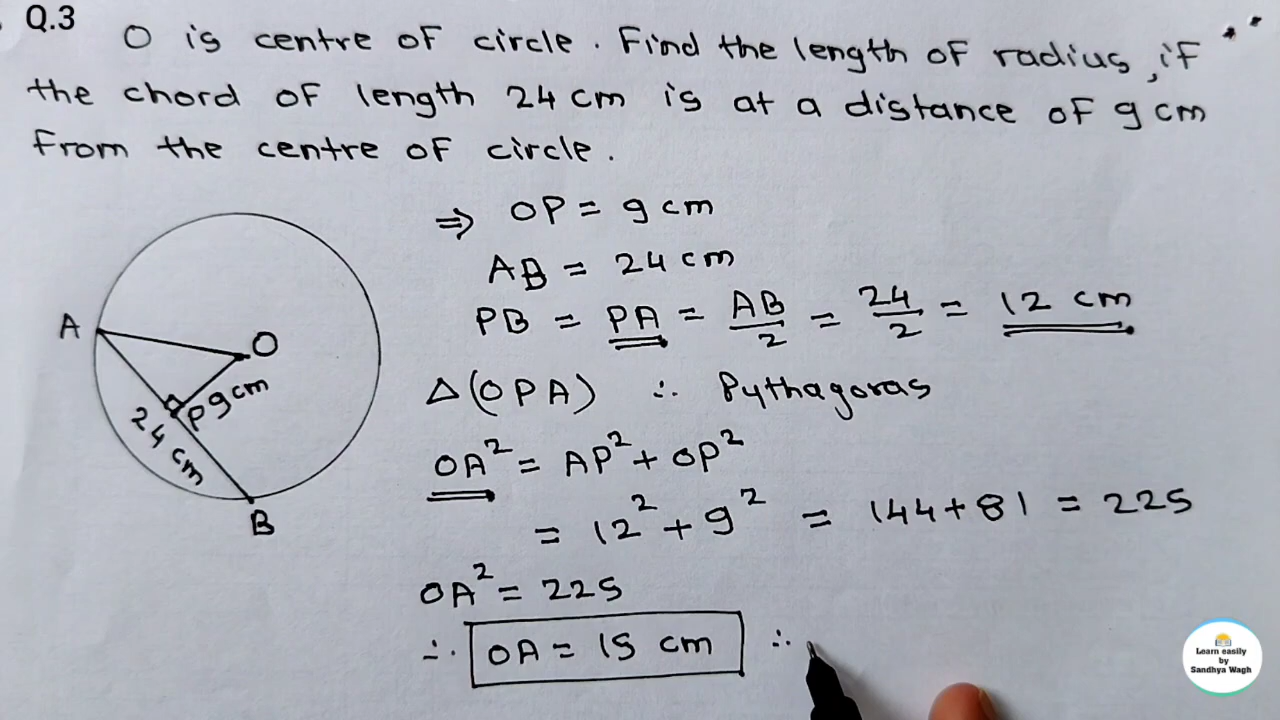 Q.3
O is centre of circle. Find the length of radius, if
the chord of length 24 cm is at a distance of 9 cm
from the centre of circle.
⇒ OP = 9 cm
AB = 24 cm
PB = PA = AB/2 = 24/2 = 12 cm
Δ(OPA) ∴ Pythagoras
OA² = AP² + OP²
= 12² + 9² = 144 + 81 = 225
OA² = 225
∴ OA = 15 cm ∴
A
O
P 9 cm
24 cm
B
Learn easily
by
Sandhya Wagh